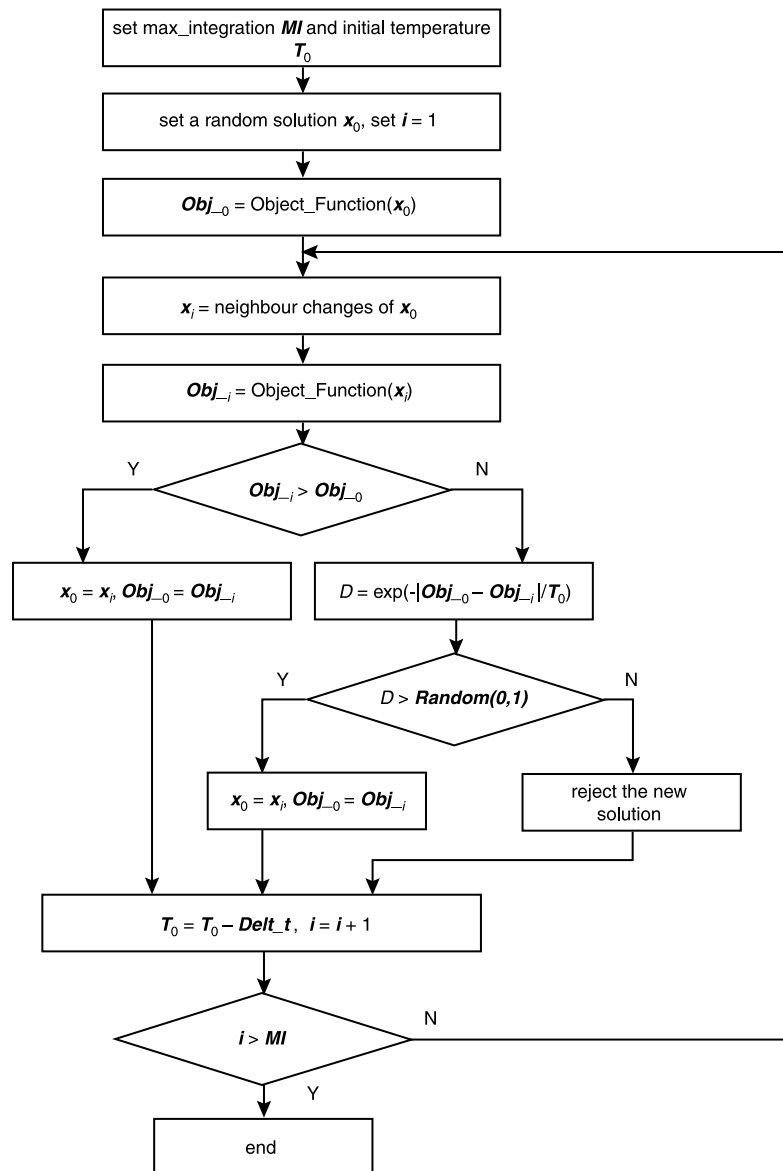 set max_integration MI and initial temperature
T₀
set a random solution x₀, set i = 1
Obj_₀ = Object_Function(x₀)
xᵢ = neighbour changes of x₀
Obj_ᵢ = Object_Function(xᵢ)
Y
N
Obj_ᵢ > Obj_₀
x₀ = xᵢ, Obj_₀ = Obj_ᵢ
D = exp(-|Obj_₀ – Obj_ᵢ|/T₀)
Y
N
D > Random(0,1)
x₀ = xᵢ, Obj_₀ = Obj_ᵢ
reject the new
solution
T₀ = T₀ – Delt_t, i = i + 1
N
i > MI
Y
end